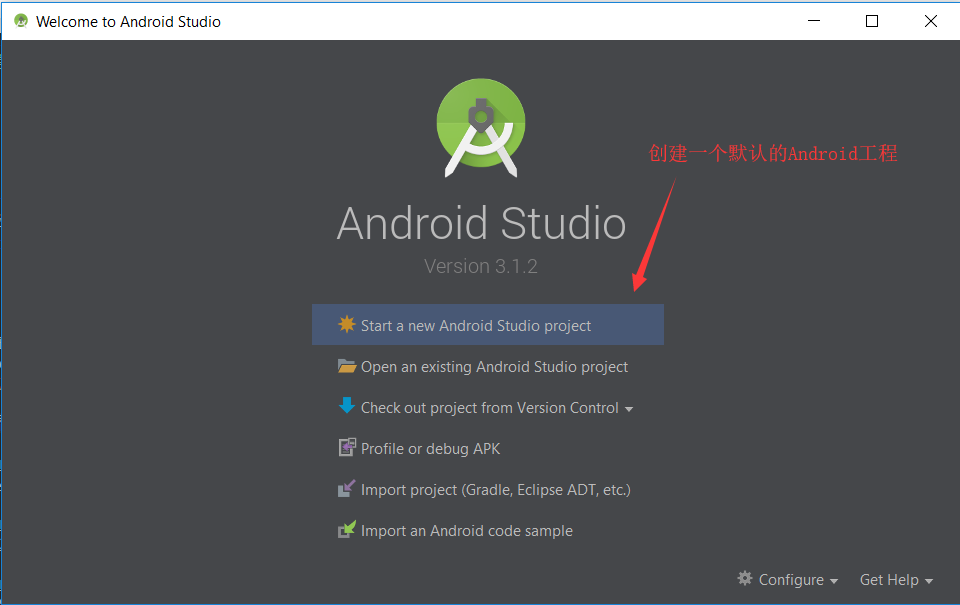 Welcome to Android Studio
创建一个默认的Android工程
Android Studio
Version 3.1.2
Start a new Android Studio project
Open an existing Android Studio project
Check out project from Version Control
Profile or debug APK
Import project (Gradle, Eclipse ADT, etc.)
Import an Android code sample
Configure
Get Help